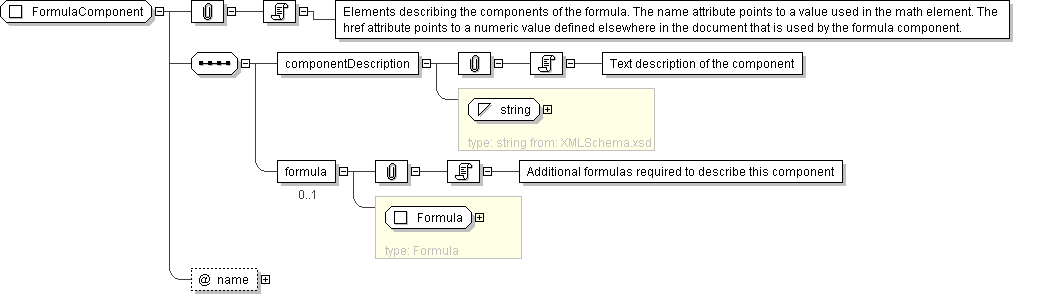 FormulaComponent
Elements describing the components of the formula. The name attribute points to a value used in the math element. The
href attribute points to a numeric value defined elsewhere in the document that is used by the formula component.
componentDescription
Text description of the component
string
type: string from: XMLSchema.xsd
formula
Additional formulas required to describe this component
0..1
Formula
type: Formula
@ name